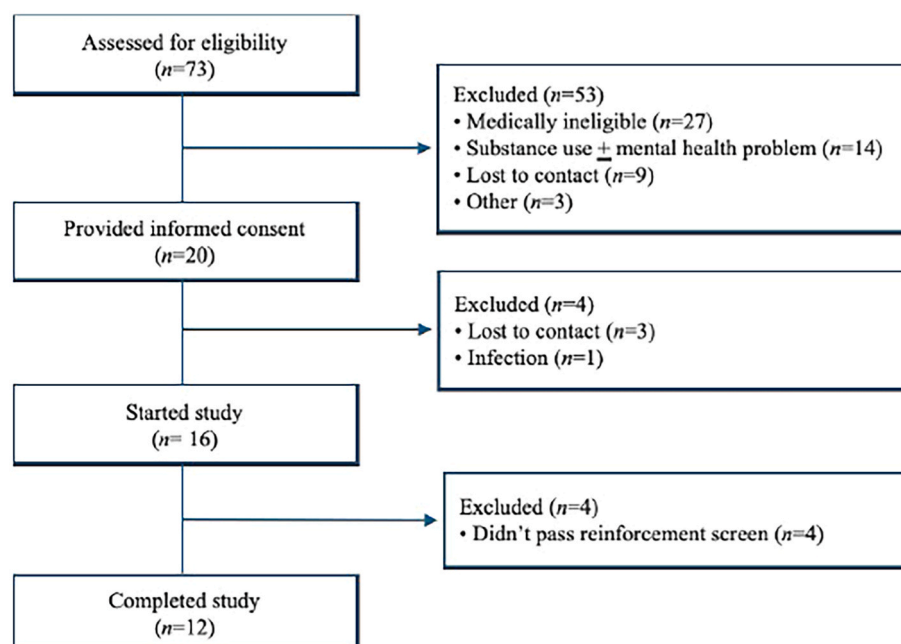 Assessed for eligibility
(n=73)
Excluded (n=53)
• Medically ineligible (n=27)
• Substance use ± mental health problem (n=14)
• Lost to contact (n=9)
• Other (n=3)
Provided informed consent
(n=20)
Excluded (n=4)
• Lost to contact (n=3)
• Infection (n=1)
Started study
(n= 16)
Excluded (n=4)
• Didn’t pass reinforcement screen (n=4)
Completed study
(n=12)